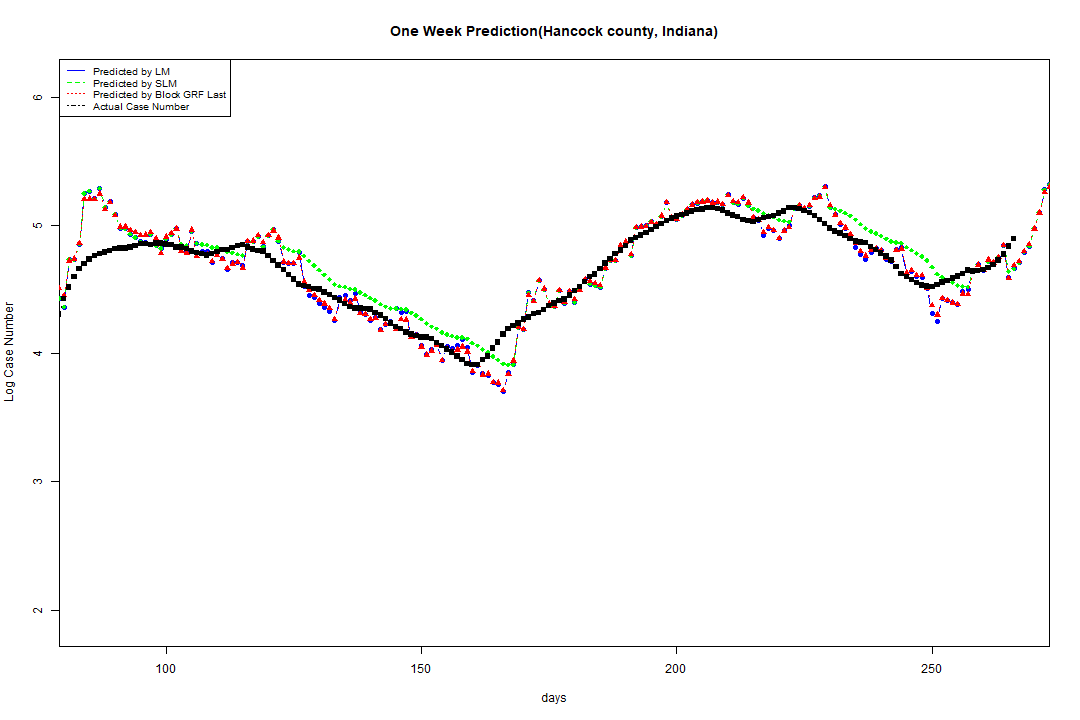 One Week Prediction(Hancock county, Indiana)
Predicted by LM
Predicted by SLM
Predicted by Block GRF Last
Actual Case Number
6
5
4
3
2
Log Case Number
100 150 200 250
days